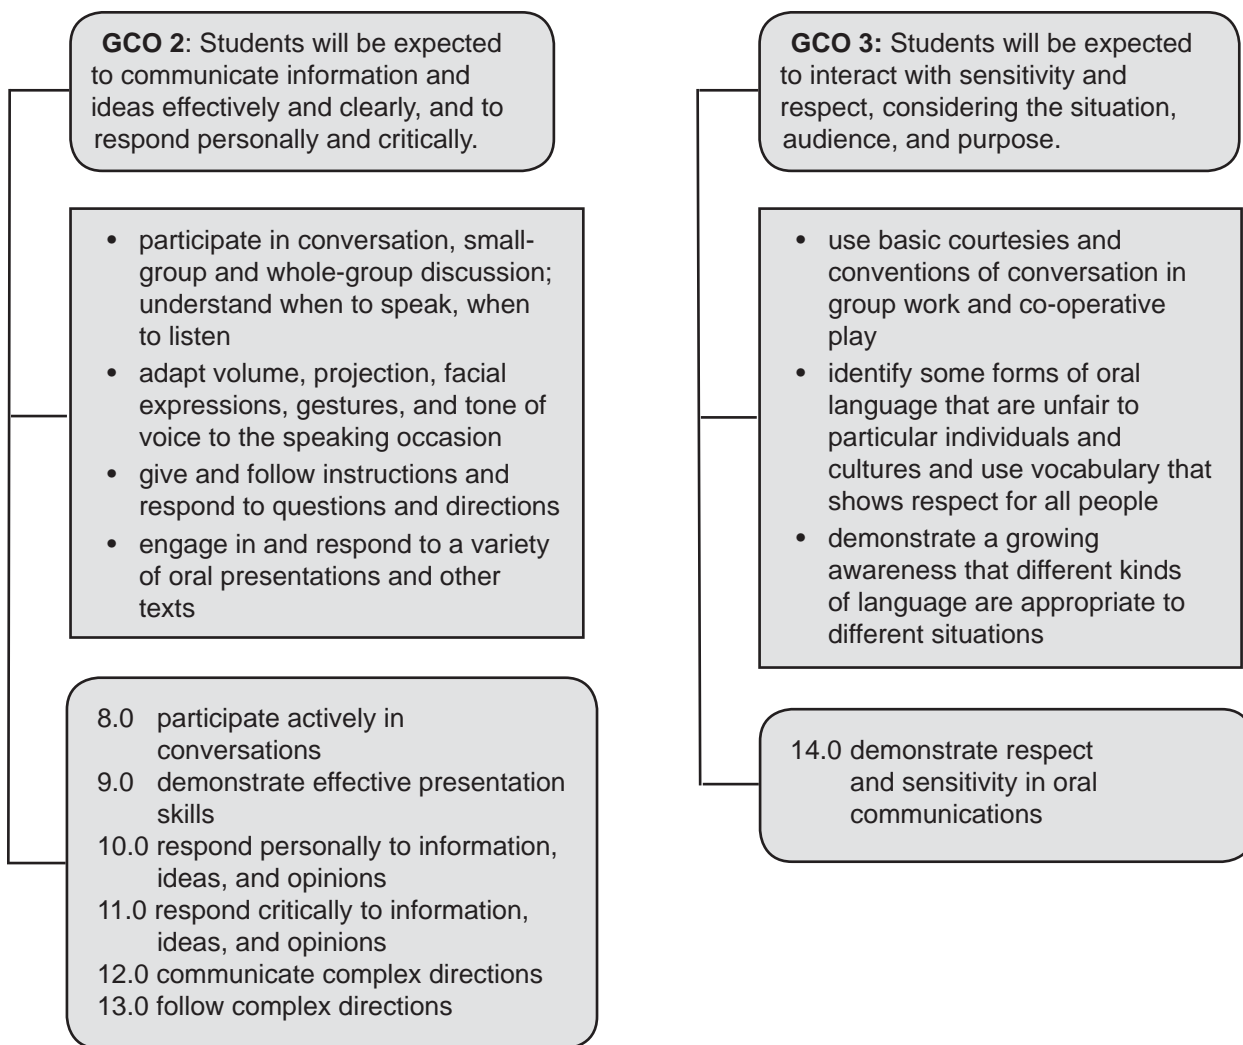 GCO 2: Students will be expected
to communicate information and
ideas effectively and clearly, and to
respond personally and critically.
• participate in conversation, small-
group and whole-group discussion;
understand when to speak, when
to listen
• adapt volume, projection, facial
expressions, gestures, and tone of
voice to the speaking occasion
• give and follow instructions and
respond to questions and directions
• engage in and respond to a variety
of oral presentations and other
texts
8.0 participate actively in
conversations
9.0 demonstrate effective presentation
skills
10.0 respond personally to information,
ideas, and opinions
11.0 respond critically to information,
ideas, and opinions
12.0 communicate complex directions
13.0 follow complex directions
GCO 3: Students will be expected
to interact with sensitivity and
respect, considering the situation,
audience, and purpose.
• use basic courtesies and
conventions of conversation in
group work and co-operative
play
• identify some forms of oral
language that are unfair to
particular individuals and
cultures and use vocabulary that
shows respect for all people
• demonstrate a growing
awareness that different kinds
of language are appropriate to
different situations
14.0 demonstrate respect
and sensitivity in oral
communications